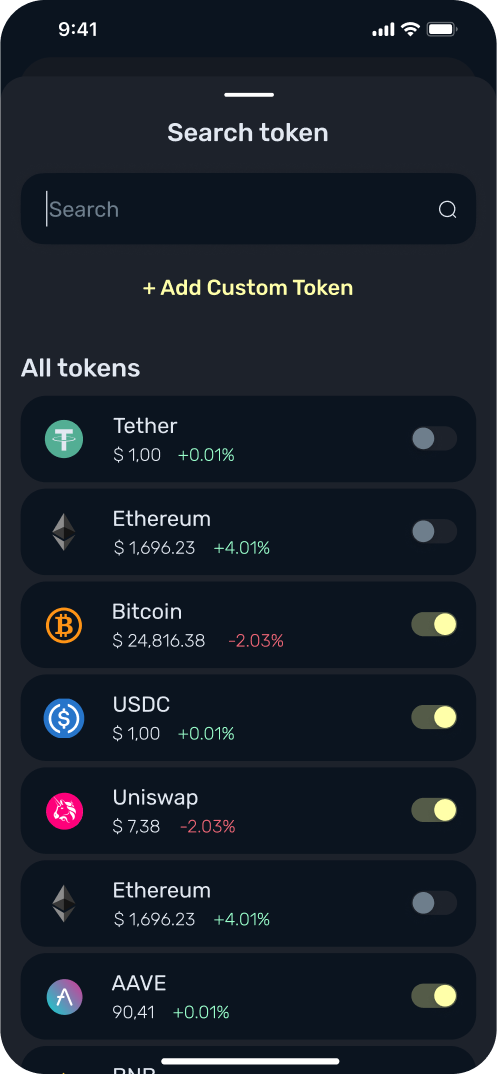 9:41
Search token
Search
+ Add Custom Token
All tokens
Tether
$ 1,00 +0.01%
Ethereum
$ 1,696.23 +4.01%
Bitcoin
$ 24,816.38 -2.03%
USDC
$ 1,00 +0.01%
Uniswap
$ 7,38 -2.03%
Ethereum
$ 1,696.23 +4.01%
AAVE
90,41 +0.01%